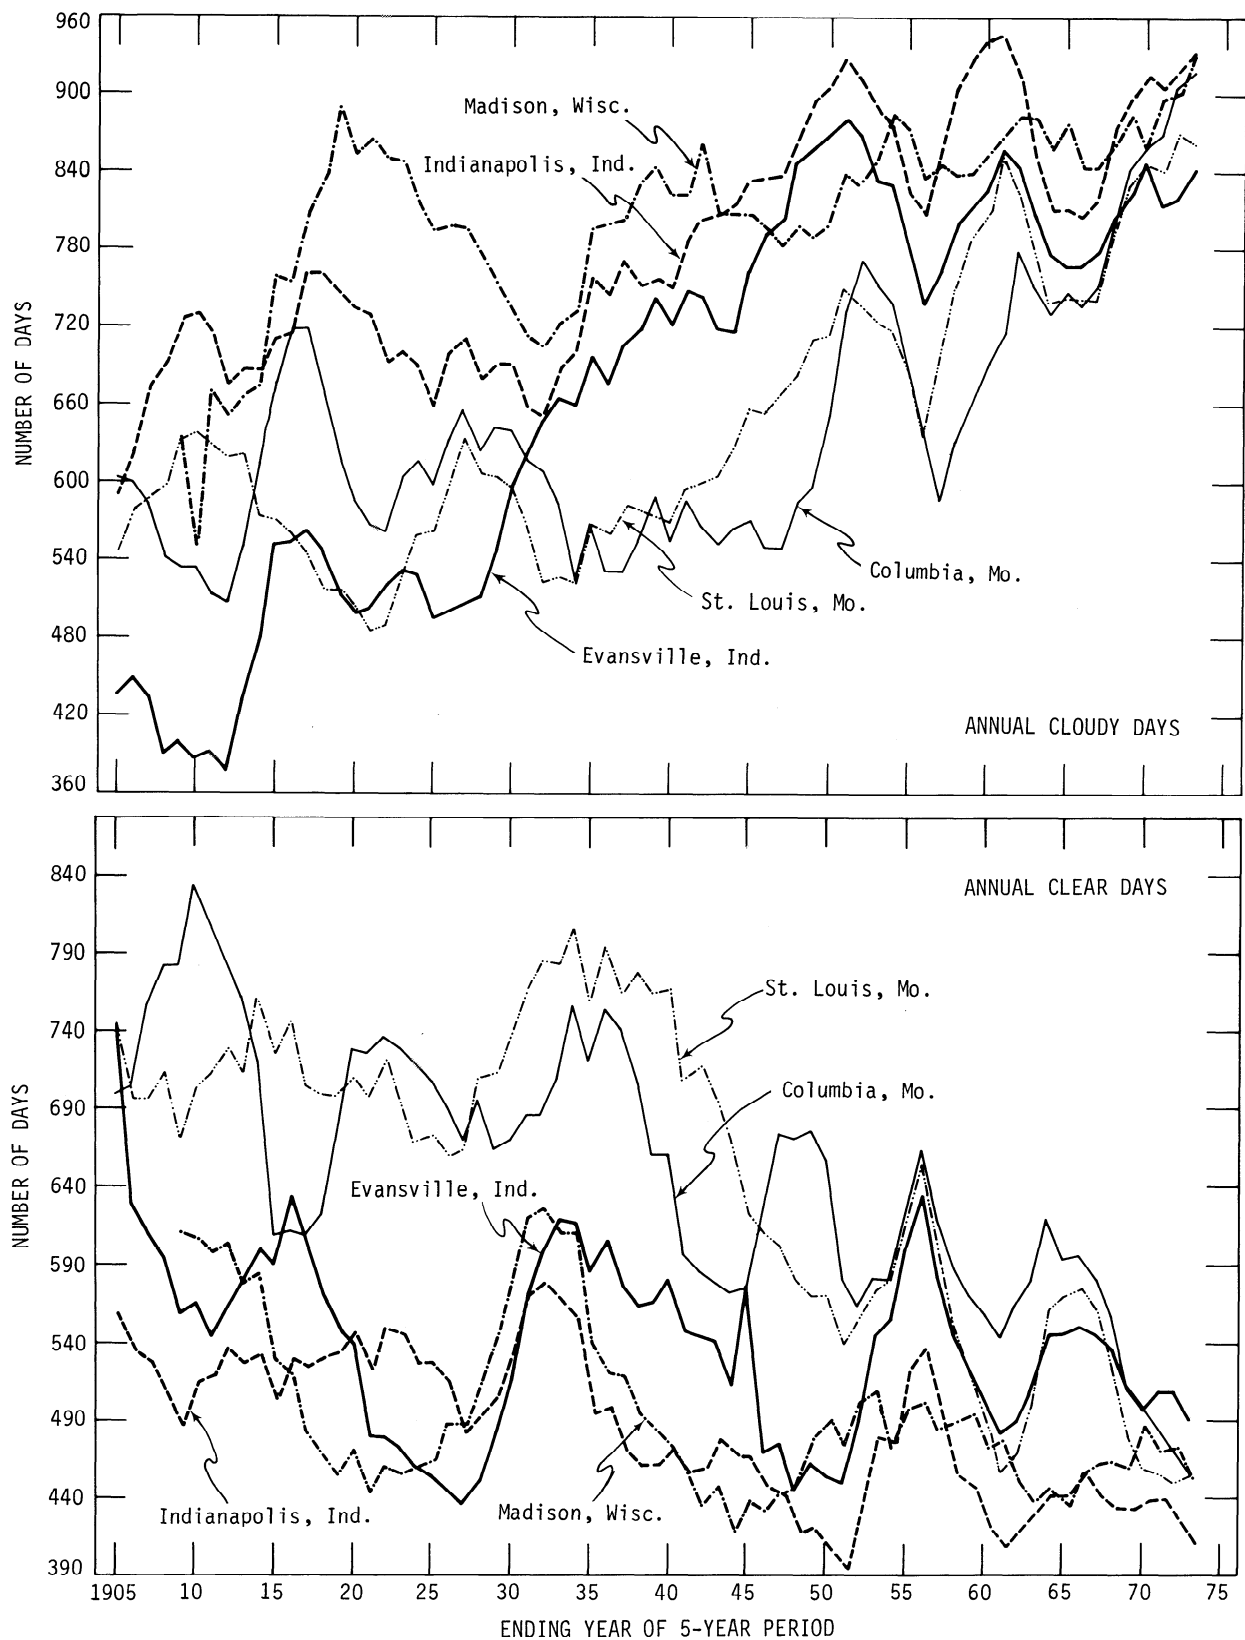 960
900
840
780
720
660
600
540
480
420
360
NUMBER OF DAYS
Madison, Wisc.
Indianapolis, Ind.
Columbia, Mo.
St. Louis, Mo.
Evansville, Ind.
ANNUAL CLOUDY DAYS
840
790
740
690
640
590
540
490
440
390
NUMBER OF DAYS
ANNUAL CLEAR DAYS
St. Louis, Mo.
Columbia, Mo.
Evansville, Ind.
Indianapolis, Ind.
Madison, Wisc.
1905 10 15 20 25 30 35 40 45 50 55 60 65 70 75
ENDING YEAR OF 5-YEAR PERIOD